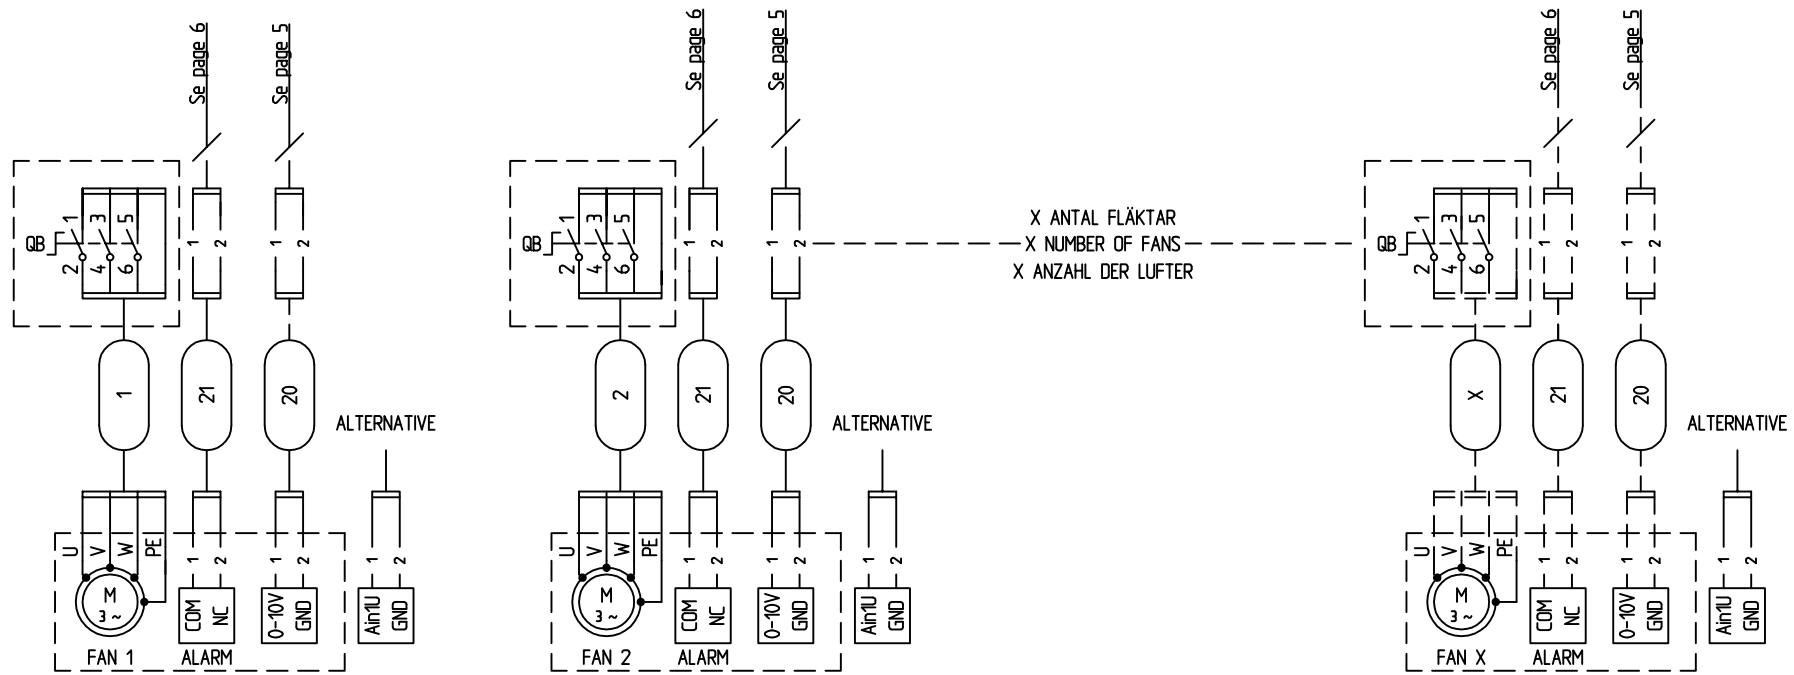 Se page 6
Se page 5
Se page 6
Se page 5
Se page 6
Se page 5
QB
1
3
5
2
4
6
1
2
1
2
QB
1
3
5
2
4
6
1
2
1
2
X ANTAL FLÄKTAR
X NUMBER OF FANS
X ANZAHL DER LUFTER
QB
1
3
5
2
4
6
1
2
1
2
1
21
20
ALTERNATIVE
2
21
20
ALTERNATIVE
X
21
20
ALTERNATIVE
U
V
W
PE
1
2
1
2
1
2
U
V
W
PE
1
2
1
2
1
2
U
V
W
PE
1
2
1
2
1
2
M
3 ~
COM
NC
0-10V
GND
Ain1U
GND
M
3 ~
COM
NC
0-10V
GND
Ain1U
GND
M
3 ~
COM
NC
0-10V
GND
Ain1U
GND
FAN 1
ALARM
FAN 2
ALARM
FAN X
ALARM